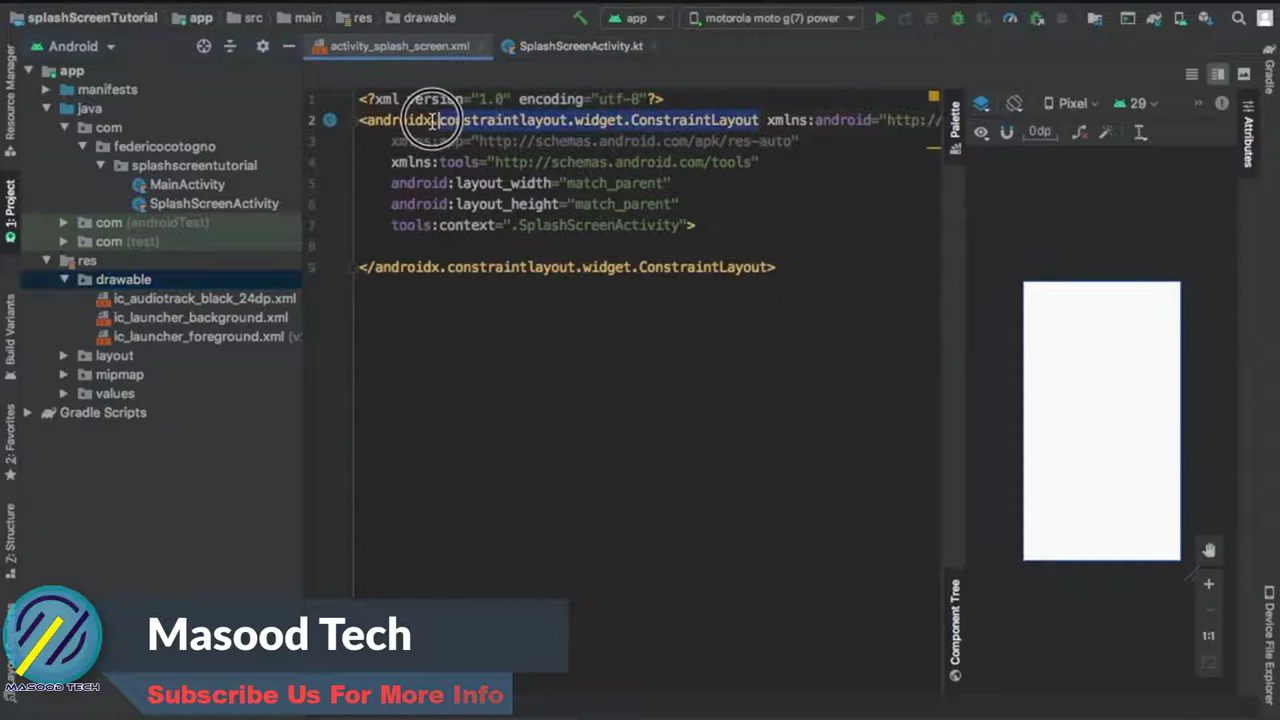 splashScreenTutorial
app
src
main
res
drawable
app
motorola moto g(7) power
Android
activity_splash_screen.xml
SplashScreenActivity.kt
Resource Manager
1: Project
Build Variants
2: Favorites
Z: Structure
app
manifests
java
com
federicocotogno
splashscreentutorial
MainActivity
SplashScreenActivity
com (androidTest)
com (test)
res
drawable
ic_audiotrack_black_24dp.xml
ic_launcher_background.xml
ic_launcher_foreground.xml (v
layout
mipmap
values
Gradle Scripts
1 <?xml version="1.0" encoding="utf-8"?>
2 <androidx.constraintlayout.widget.ConstraintLayout xmlns:android="http://
3 xmlns:app="http://schemas.android.com/apk/res-auto"
4 xmlns:tools="http://schemas.android.com/tools"
5 android:layout_width="match_parent"
6 android:layout_height="match_parent"
7 tools:context=".SplashScreenActivity">
8
9 </androidx.constraintlayout.widget.ConstraintLayout>
Palette
Component Tree
Pixel
29
0dp
1:1
Attributes
Gradle
Device File Explorer
MASOOD TECH
Masood Tech
Subscribe Us For More Info